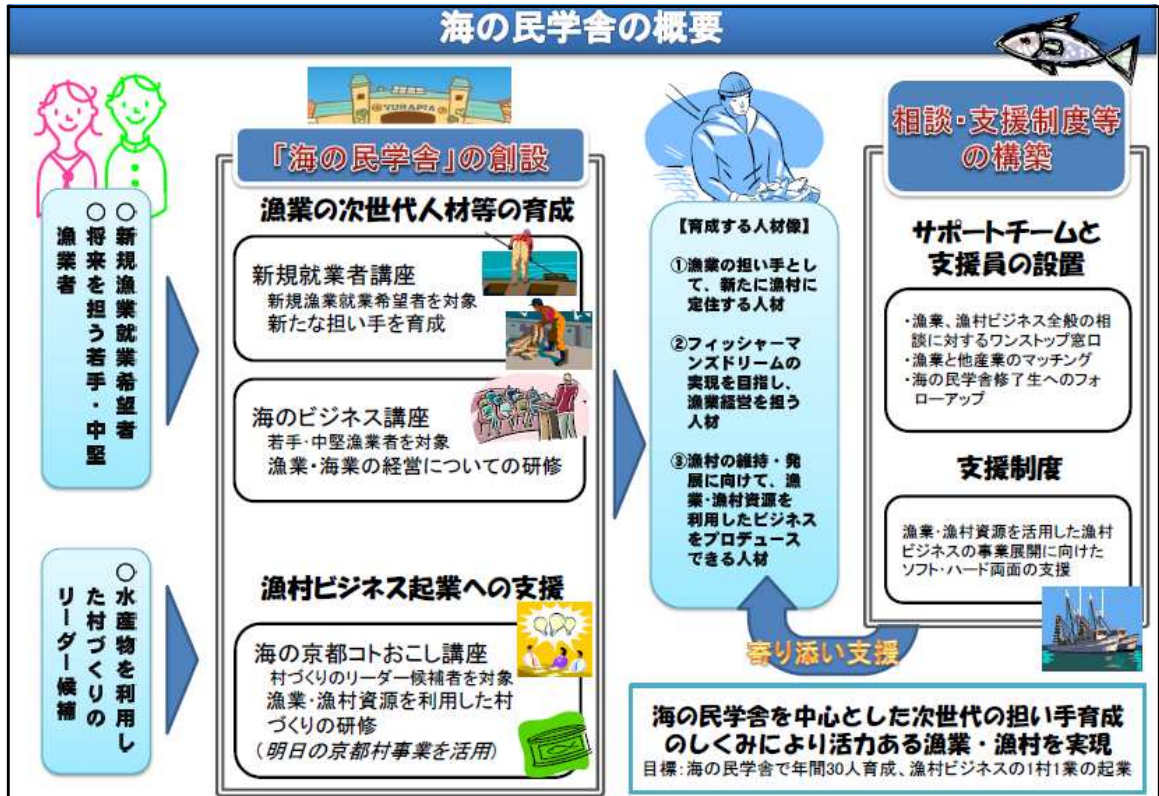 海の民学舎の概要
○新規漁業就業希望者
○将来を担う若手・中堅
漁業者
○水産物を利用し
た村づくりの
リーダー候補
「海の民学舎」の創設
漁業の次世代人材等の育成
新規就業者講座
新規漁業就業希望者を対象
新たな担い手を育成
海のビジネス講座
若手・中堅漁業者を対象
漁業・海業の経営についての研修
漁村ビジネス起業への支援
海の京都コトおこし講座
村づくりのリーダー候補者を対象
漁業・漁村資源を利用した村
づくりの研修
(明日の京都村事業を活用)
【育成する人材像】
①漁業の担い手とし
て、新たに漁村に
定住する人材
②フィッシャーマ
ンズドリームの
実現を目指し、
漁業経営を担う
人材
③漁村の維持・発
展に向けて、漁
業・漁村資源を
利用したビジネス
をプロデュース
できる人材
相談・支援制度等
の構築
サポートチームと
支援員の設置
・漁業、漁村ビジネス全般の相
談に対するワンストップ窓口
・漁業と他産業のマッチング
・海の民学舎修了生へのフォ
ローアップ
支援制度
漁業・漁村資源を活用した漁村
ビジネスの事業展開に向けた
ソフト・ハード両面の支援
寄り添い支援
海の民学舎を中心とした次世代の担い手育成
のしくみにより活力ある漁業・漁村を実現
目標:海の民学舎で年間30人育成、漁村ビジネスの1村1業の起業